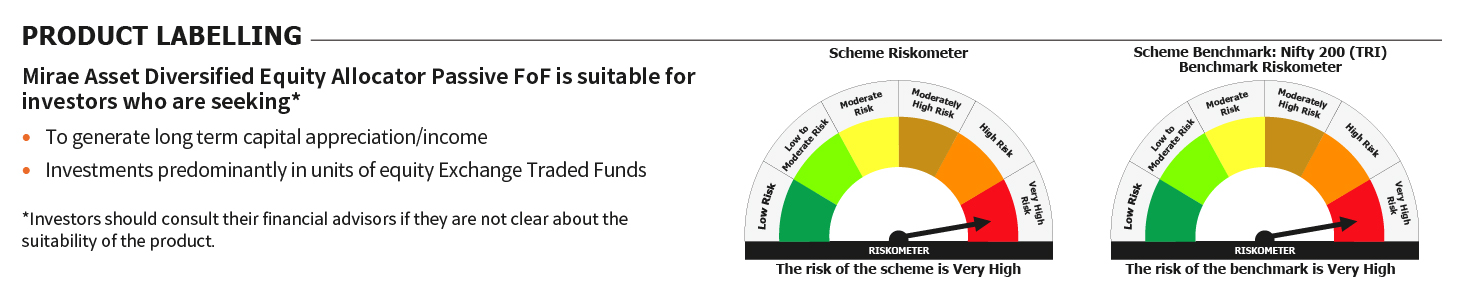 PRODUCT LABELLING
Mirae Asset Diversified Equity Allocator Passive FoF is suitable for
investors who are seeking*
• To generate long term capital appreciation/income
• Investments predominantly in units of equity Exchange Traded Funds
*Investors should consult their financial advisors if they are not clear about the
suitability of the product.
Scheme Riskometer
Low Risk
Low to
Moderate Risk
Moderate
Risk
Moderately
High Risk
High Risk
Very High
Risk
RISKOMETER
The risk of the scheme is Very High
Scheme Benchmark: Nifty 200 (TRI)
Benchmark Riskometer
Low Risk
Low to
Moderate Risk
Moderate
Risk
Moderately
High Risk
High Risk
Very High
Risk
RISKOMETER
The risk of the benchmark is Very High